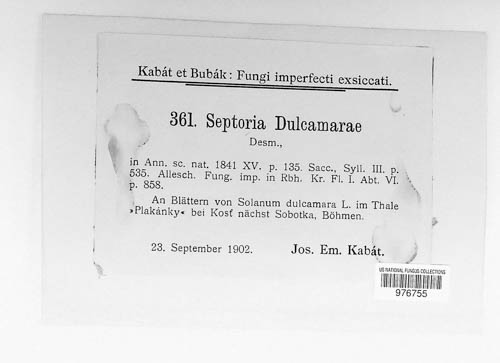 Kabát et Bubák: Fungi imperfecti exsiccati.
361. Septoria Dulcamarae
Desm.,
in Ann. sc. nat. 1841 XV. p. 135. Sacc., Syll. III. p.
535. Allesch. Fung. imp. in Rbh. Kr. Fl. I. Abt. VI.
p. 858.
An Blättern von Solanum dulcamara L. im Thale
»Plakánky« bei Kosť nächst Sobotka, Böhmen.
23. September 1902. Jos. Em. Kabát.
US NATIONAL FUNGUS COLLECTIONS
976755